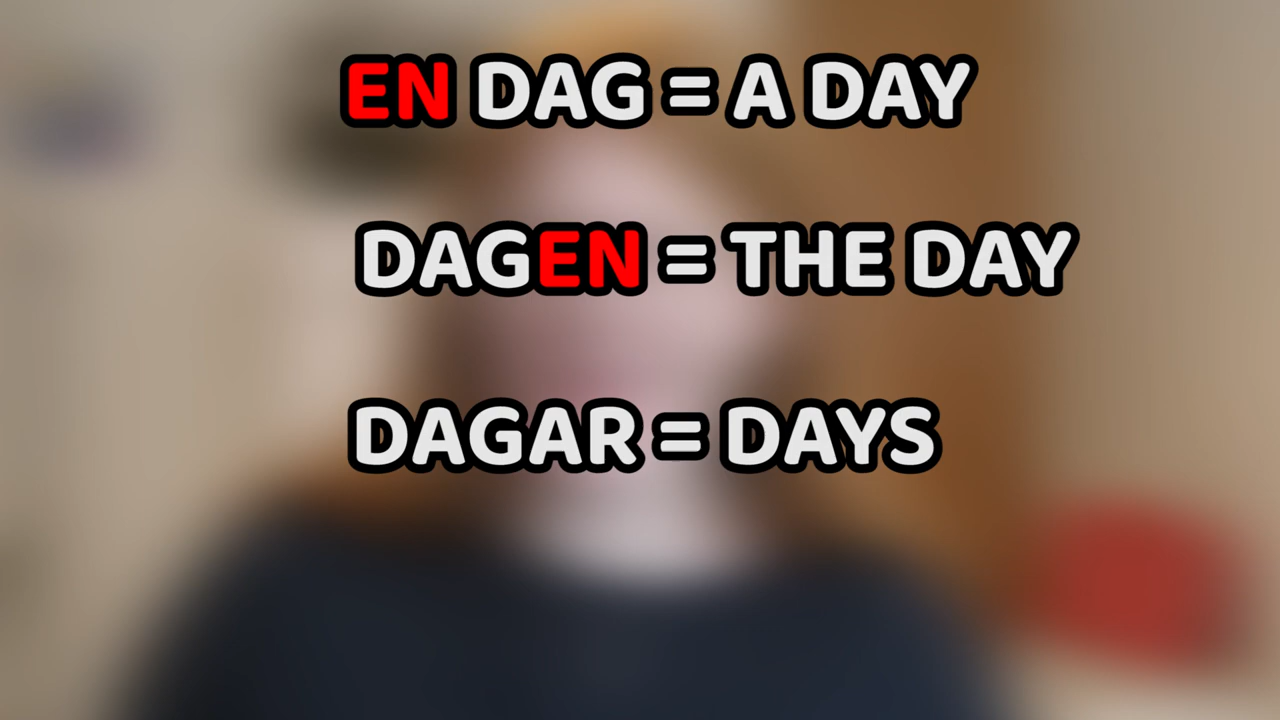 EN DAG = A DAY
DAGEN = THE DAY
DAGAR = DAYS